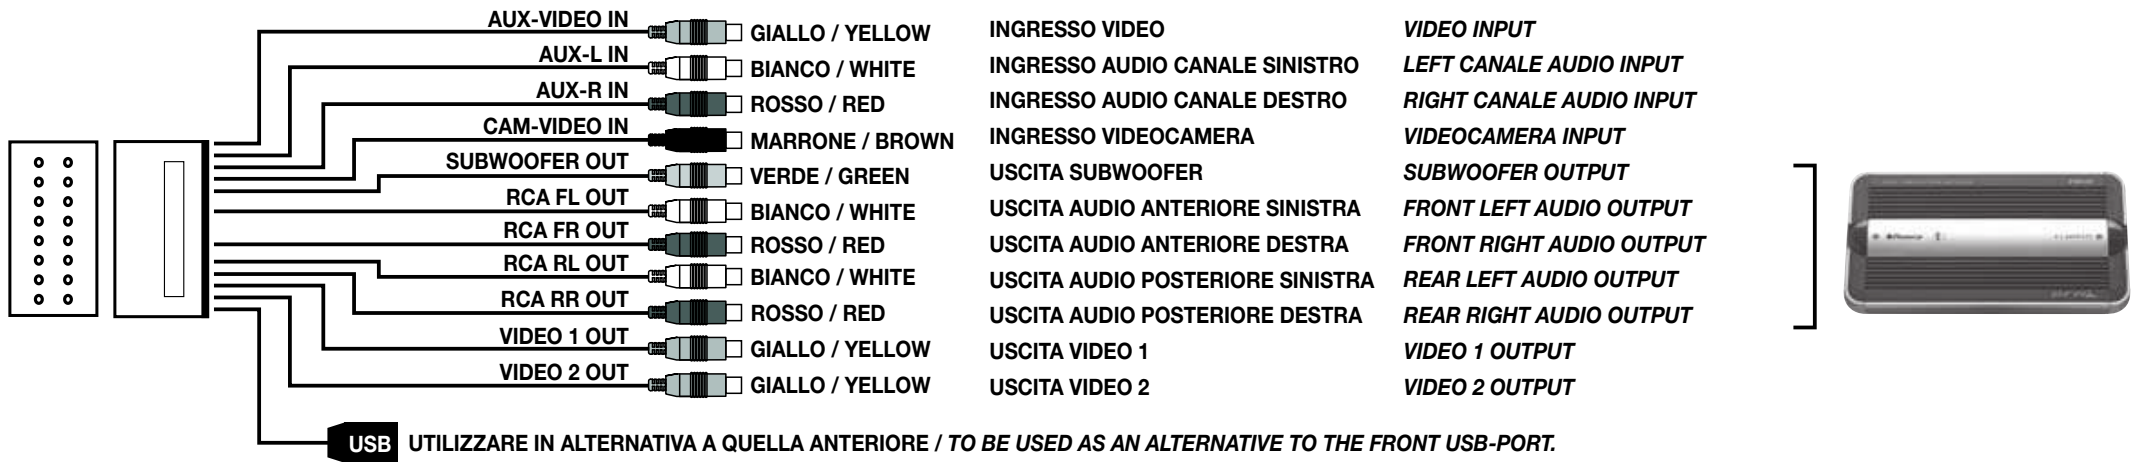 AUX-VIDEO IN GIALLO / YELLOW INGRESSO VIDEO VIDEO INPUT
AUX-L IN BIANCO / WHITE INGRESSO AUDIO CANALE SINISTRO LEFT CANALE AUDIO INPUT
AUX-R IN ROSSO / RED INGRESSO AUDIO CANALE DESTRO RIGHT CANALE AUDIO INPUT
CAM-VIDEO IN MARRONE / BROWN INGRESSO VIDEOCAMERA VIDEOCAMERA INPUT
SUBWOOFER OUT VERDE / GREEN USCITA SUBWOOFER SUBWOOFER OUTPUT
RCA FL OUT BIANCO / WHITE USCITA AUDIO ANTERIORE SINISTRA FRONT LEFT AUDIO OUTPUT
RCA FR OUT ROSSO / RED USCITA AUDIO ANTERIORE DESTRA FRONT RIGHT AUDIO OUTPUT
RCA RL OUT BIANCO / WHITE USCITA AUDIO POSTERIORE SINISTRA REAR LEFT AUDIO OUTPUT
RCA RR OUT ROSSO / RED USCITA AUDIO POSTERIORE DESTRA REAR RIGHT AUDIO OUTPUT
VIDEO 1 OUT GIALLO / YELLOW USCITA VIDEO 1 VIDEO 1 OUTPUT
VIDEO 2 OUT GIALLO / YELLOW USCITA VIDEO 2 VIDEO 2 OUTPUT
USB UTILIZZARE IN ALTERNATIVA A QUELLA ANTERIORE / TO BE USED AS AN ALTERNATIVE TO THE FRONT USB-PORT.